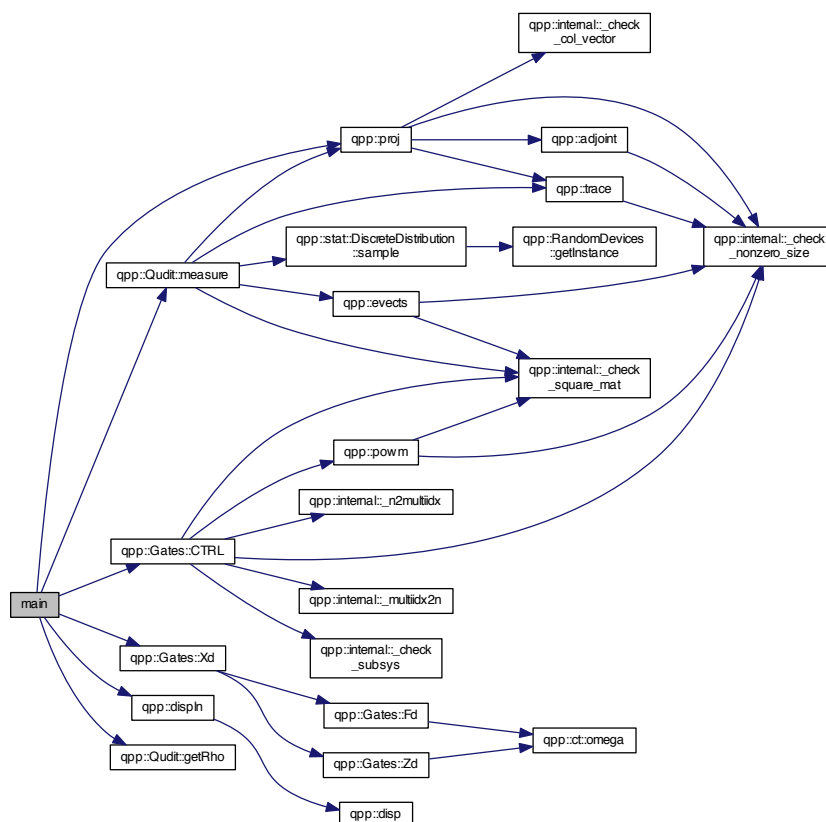 qpp::internal::_check
_col_vector
qpp::proj
qpp::adjoint
qpp::trace
qpp::stat::DiscreteDistribution
::sample
qpp::RandomDevices
::getInstance
qpp::internal::_check
_nonzero_size
qpp::Qudit::measure
qpp::evects
qpp::internal::_check
_square_mat
qpp::powm
qpp::internal::_n2multiidx
qpp::Gates::CTRL
qpp::internal::_multiidx2n
main
qpp::internal::_check
_subsys
qpp::Gates::Xd
qpp::displn
qpp::Gates::Fd
qpp::ct::omega
qpp::Qudit::getRho
qpp::Gates::Zd
qpp::disp